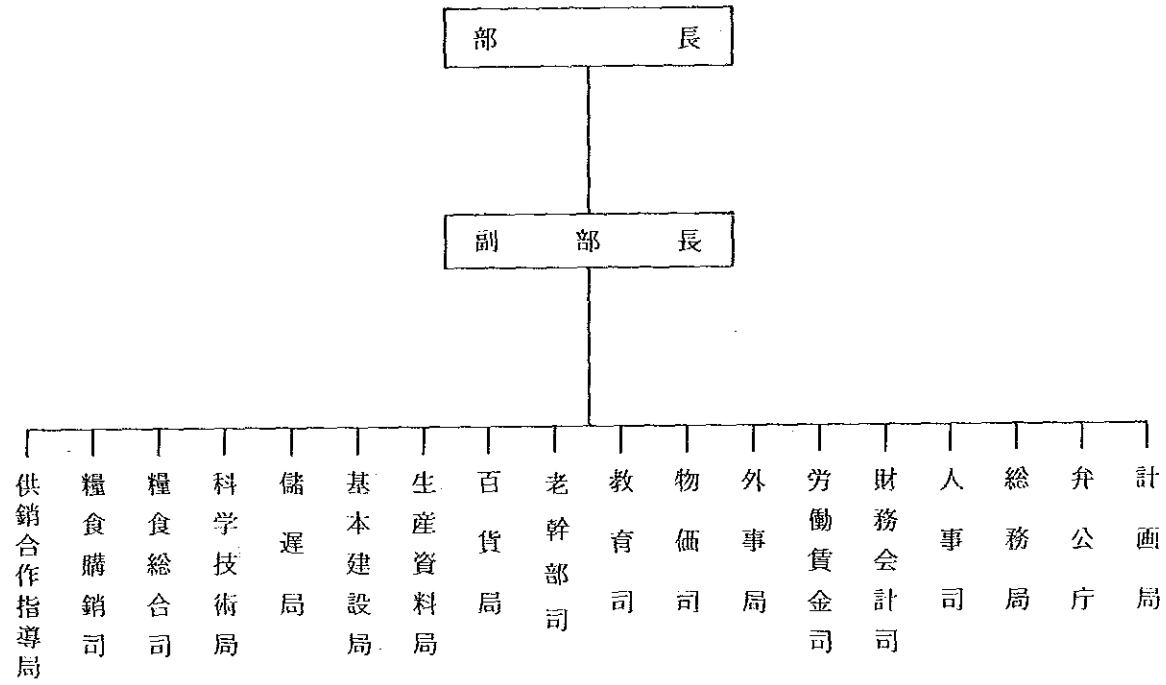 部長
副部長
計画局
弁公庁
総務局
人事司
財務会計司
労働賃金司
外事局
物価司
教育司
老幹部司
百貨局
生産資料局
基本建設局
儲遅局
科学技術局
糧食総合司
糧食購銷司
供銷合作指導局